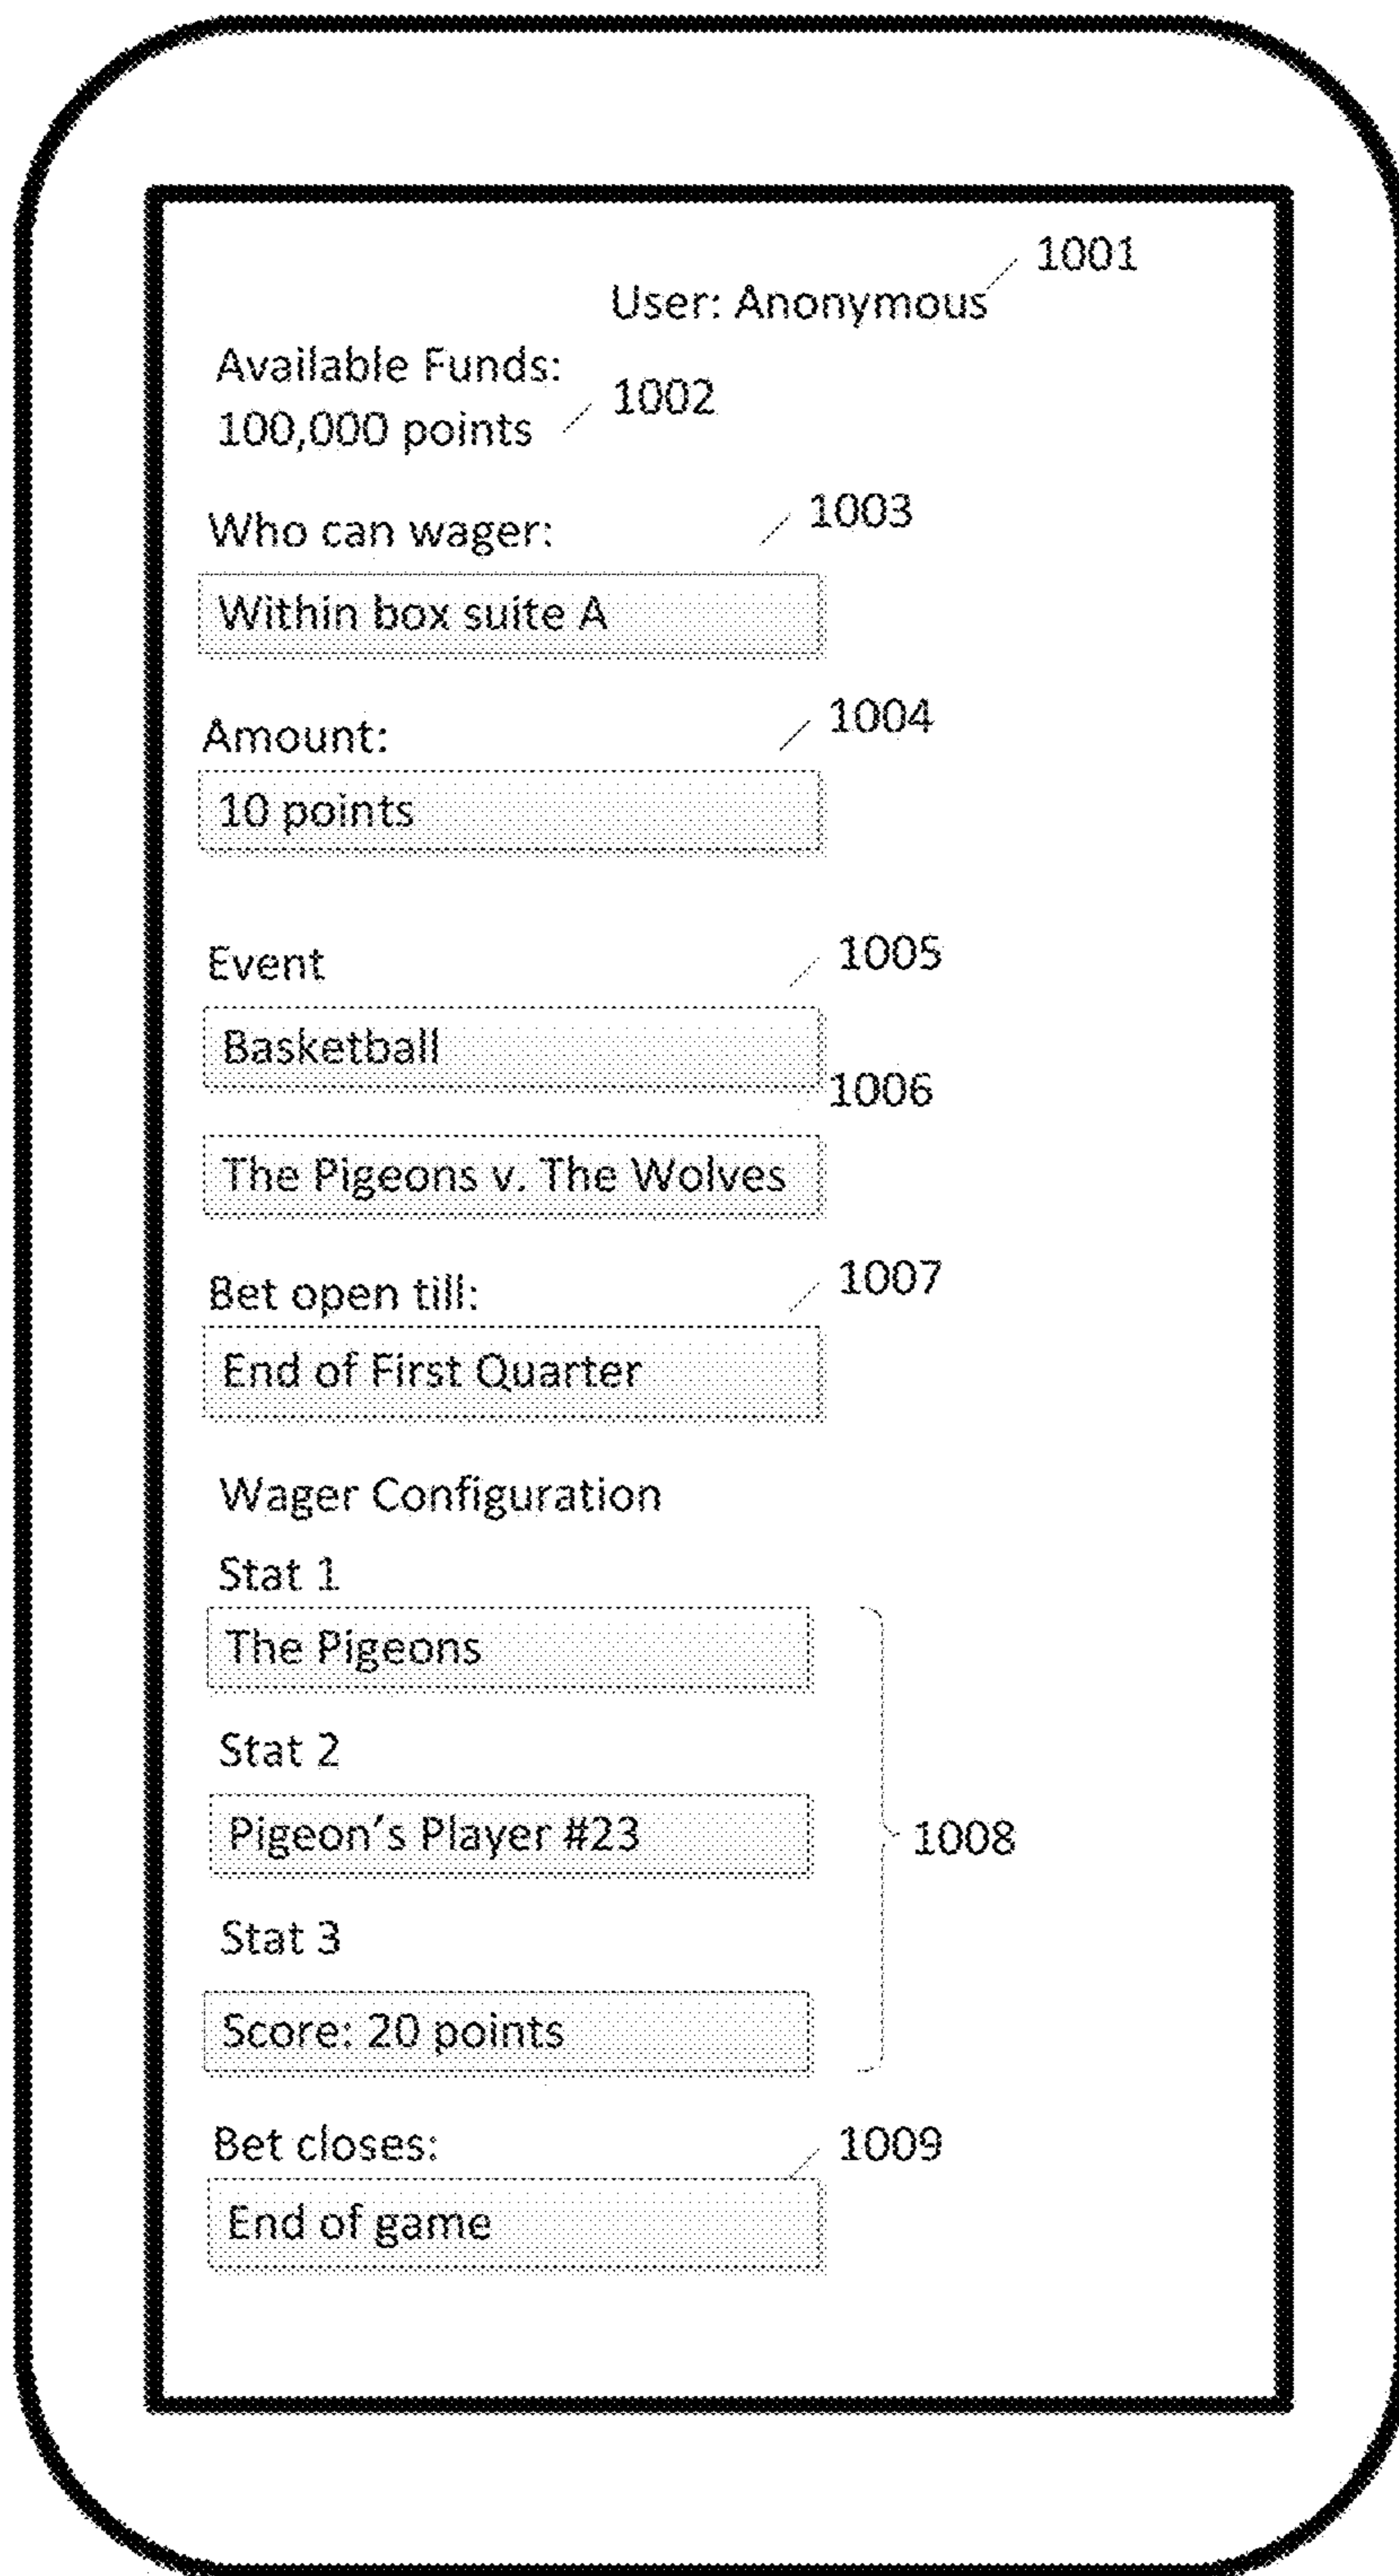 1001
User: Anonymous
Available Funds:
1002
100,000 points
1003
Who can wager:
Within box suite A
1004
Amount:
10 points
1005
Event
Basketball
1006
The Pigeons v. The Wolves
1007
Bet open till:
End of First Quarter
Wager Configuration
Stat 1
The Pigeons
Stat 2
Pigeon's Player #23
1008
Stat 3
Score: 20 points
Bet closes:
1009
End of game